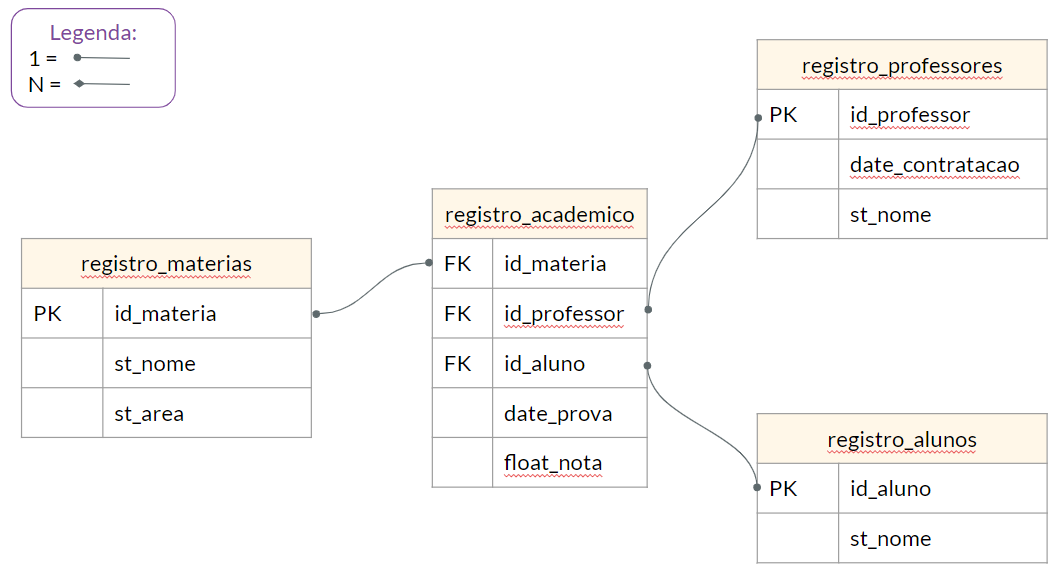 Legenda:
1 =
N =
registro_professores
PK id_professor
date_contratacao
st_nome
registro_academico
FK id_materia
FK id_professor
FK id_aluno
date_prova
float_nota
registro_materias
PK id_materia
st_nome
st_area
registro_alunos
PK id_aluno
st_nome